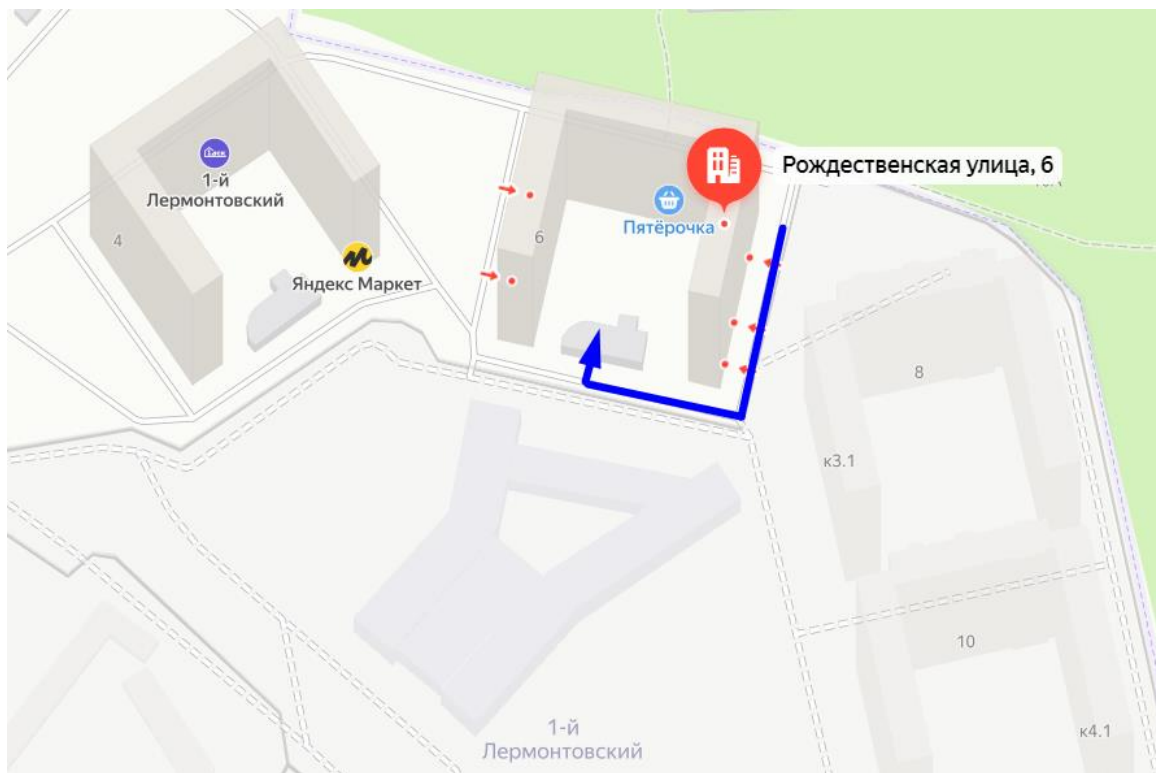 Рождественская улица, 6
1-й
Лермонтовский
Пятёрочка
4
6
Яндекс Маркет
8
к3.1
10
1-й
Лермонтовский
к4.1